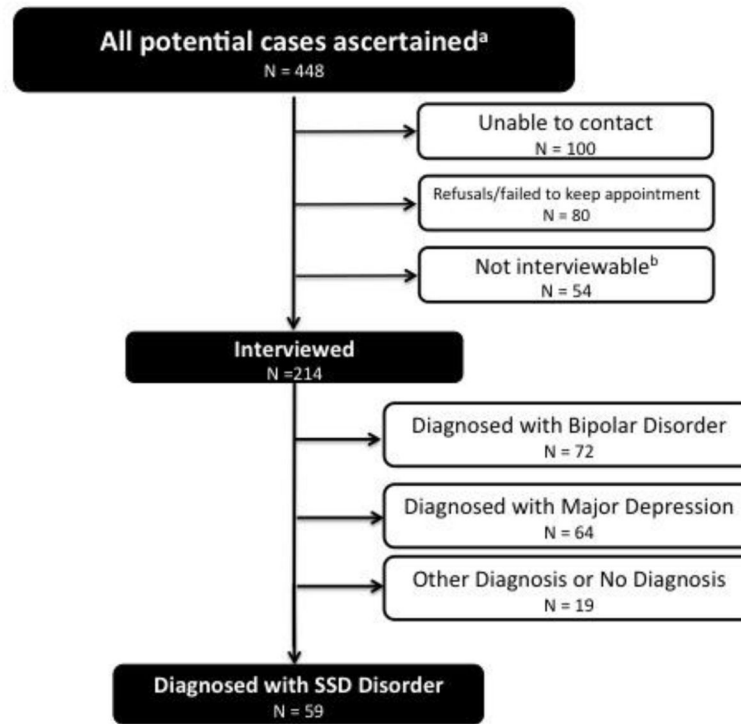 All potential cases ascertainedᵃ
N = 448
Unable to contact
N = 100
Refusals/failed to keep appointment
N = 80
Not interviewableᵇ
N = 54
Interviewed
N =214
Diagnosed with Bipolar Disorder
N = 72
Diagnosed with Major Depression
N = 64
Other Diagnosis or No Diagnosis
N = 19
Diagnosed with SSD Disorder
N = 59